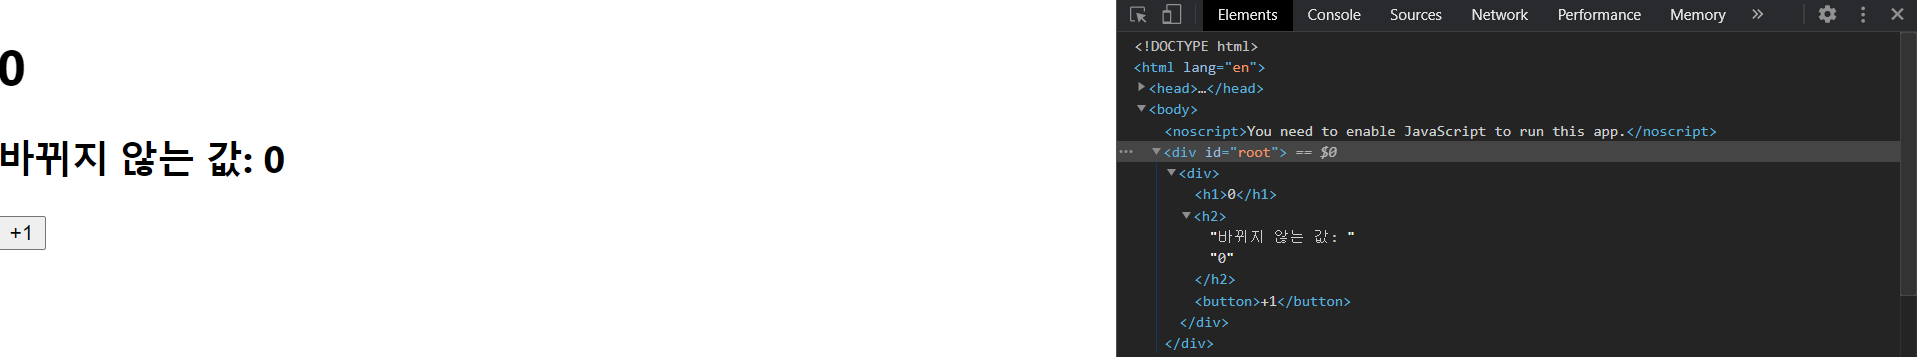 0
바뀌지 않는 값: 0
+1
Elements Console Sources Network Performance Memory »
<!DOCTYPE html>
<html lang="en">
<head>…</head>
<body>
<noscript>You need to enable JavaScript to run this app.</noscript>
<div id="root"> == $0
<div>
<h1>0</h1>
<h2>
"바뀌지 않는 값: "
"0"
</h2>
<button>+1</button>
</div>
</div>